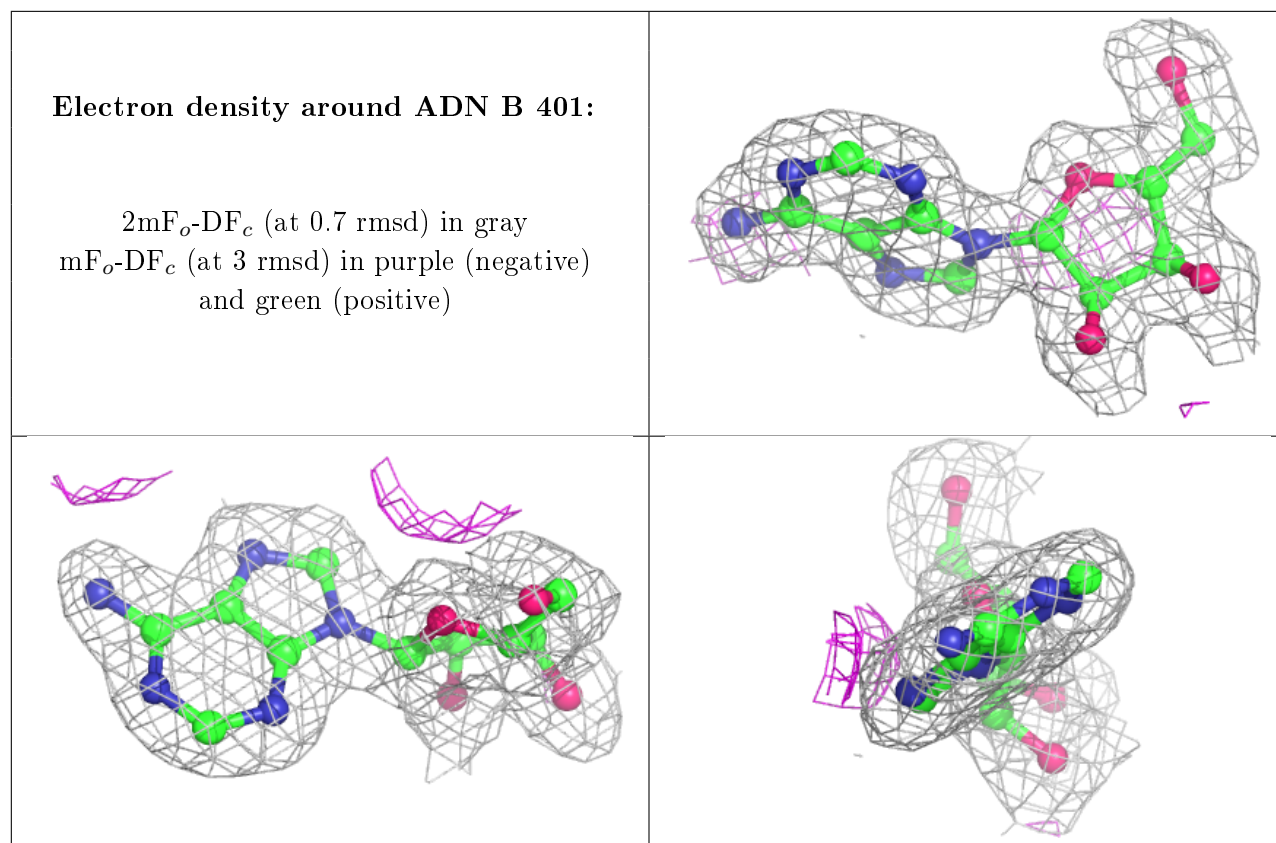 Electron density around ADN B 401:
2mFₒ-DF𝒸 (at 0.7 rmsd) in gray
mFₒ-DF𝒸 (at 3 rmsd) in purple (negative)
and green (positive)